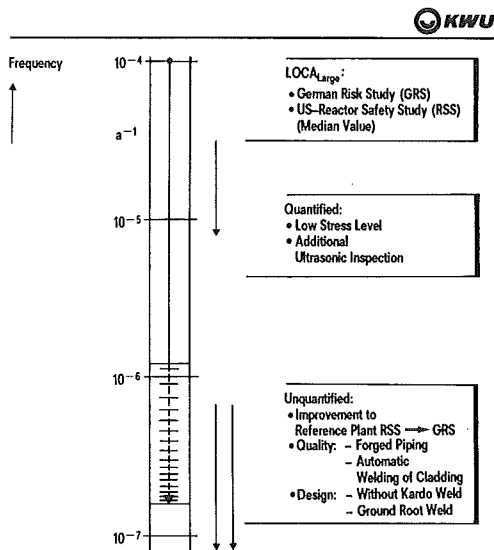 KWU
Frequency
10-4
a-1
10-5
10-6
10-7
LOCALarge:
• German Risk Study (GRS)
• US-Reactor Safety Study (RSS)
(Median Value)
Quantified:
• Low Stress Level
• Additional
Ultrasonic Inspection
Unquantified:
• Improvement to
Reference Plant RSS → GRS
• Quality: – Forged Piping
– Automatic
Welding of Cladding
• Design: – Without Kardo Weld
– Ground Root Weld